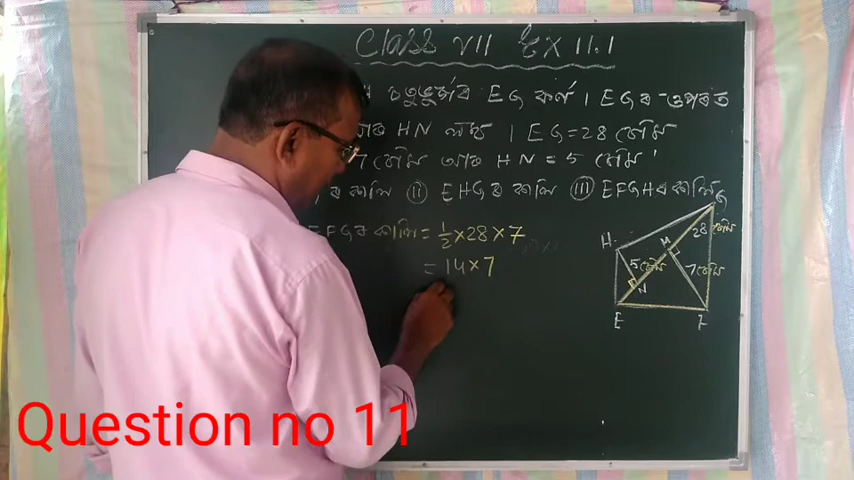 Class VII Ex 11.1
H চতুৰ্ভুজৰ EG কৰ্ণ । EGৰ ওপৰত
আৰু HN লম্ব । EG=28 চেমি
7 চেমি আৰু HN = 5 চেমি ।
ৰ কালি (ii) EHGৰ কালি (iii) EFGHৰ কালি
EFGৰ কালি = 1/2 × 28 × 7
= 14 × 7
G
H
M
28 চেমি
5 চেমি
7 চেমি
N
E
F
Question no 11